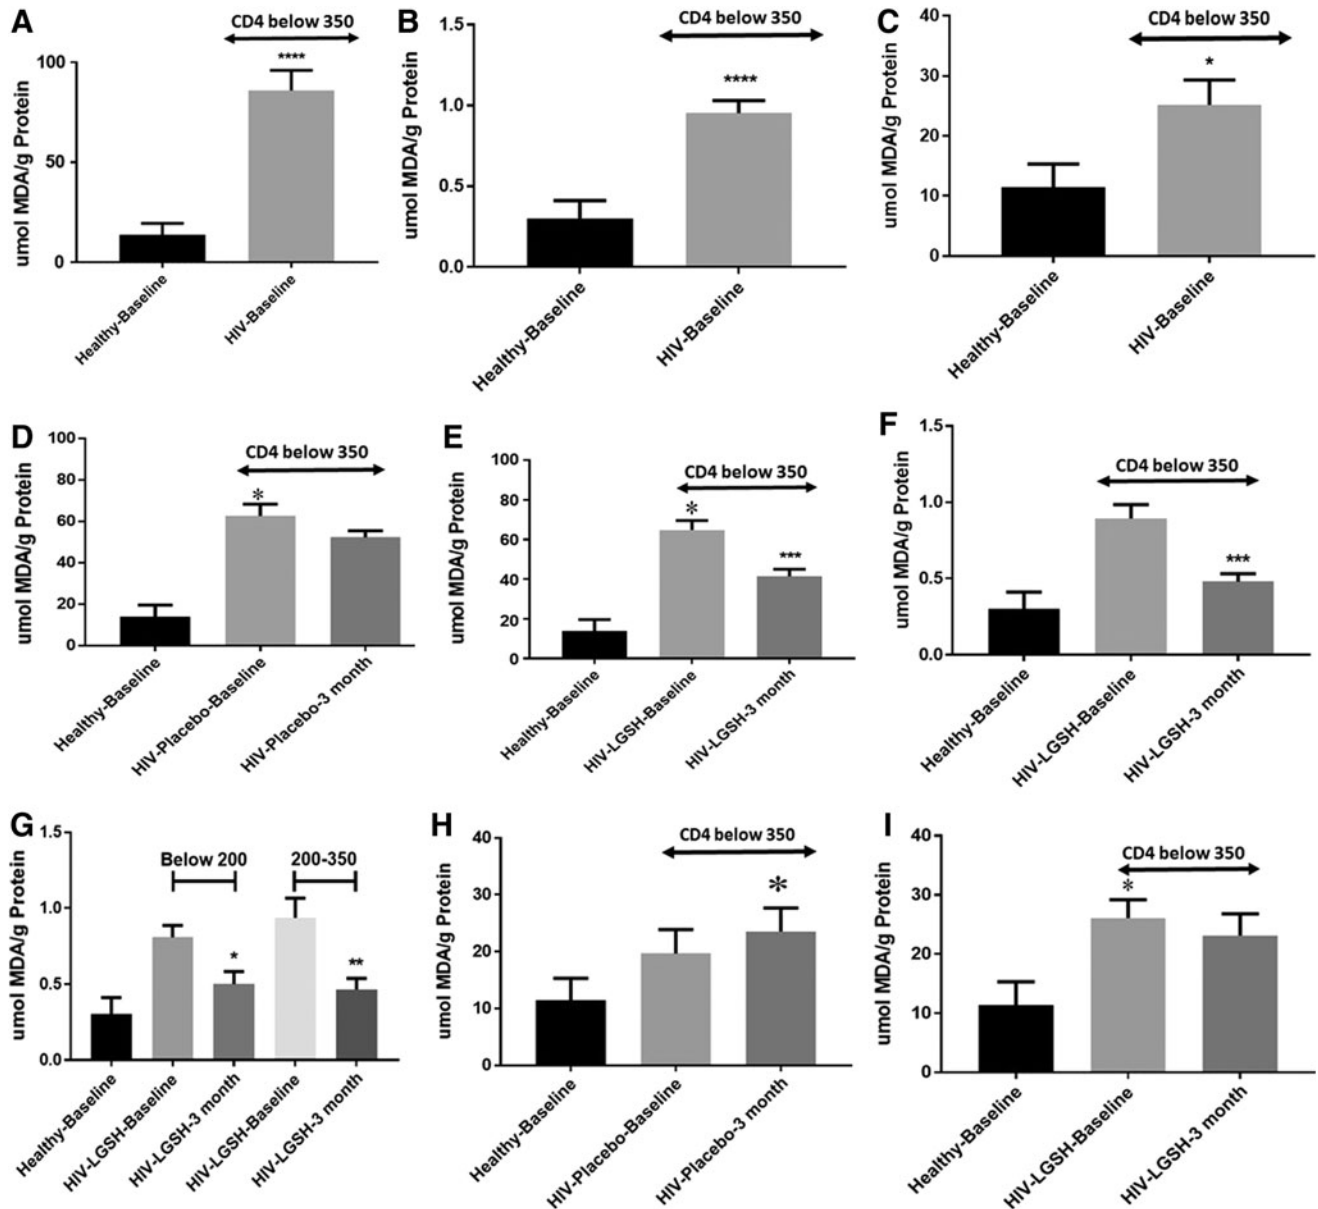 A
CD4 below 350
****
umol MDA/g Protein
100
50
0
Healthy-Baseline
HIV-Baseline
B
CD4 below 350
****
umol MDA/g Protein
1.5
1.0
0.5
0.0
Healthy-Baseline
HIV-Baseline
C
CD4 below 350
*
umol MDA/g Protein
40
30
20
10
0
Healthy-Baseline
HIV-Baseline
D
CD4 below 350
*
umol MDA/g Protein
100
80
60
40
20
0
Healthy-Baseline
HIV-Placebo-Baseline
HIV-Placebo-3 month
E
CD4 below 350
*
***
umol MDA/g Protein
100
80
60
40
20
0
Healthy-Baseline
HIV-LGSH-Baseline
HIV-LGSH-3 month
F
CD4 below 350
***
umol MDA/g Protein
1.5
1.0
0.5
0.0
Healthy-Baseline
HIV-LGSH-Baseline
HIV-LGSH-3 month
G
Below 200
200-350
*
**
umol MDA/g Protein
1.5
1.0
0.5
0.0
Healthy-Baseline
HIV-LGSH-Baseline
HIV-LGSH-3 month
HIV-LGSH-Baseline
HIV-LGSH-3 month
H
CD4 below 350
*
umol MDA/g Protein
40
30
20
10
0
Healthy-Baseline
HIV-Placebo-Baseline
HIV-Placebo-3 month
I
CD4 below 350
*
umol MDA/g Protein
40
30
20
10
0
Healthy-Baseline
HIV-LGSH-Baseline
HIV-LGSH-3 month